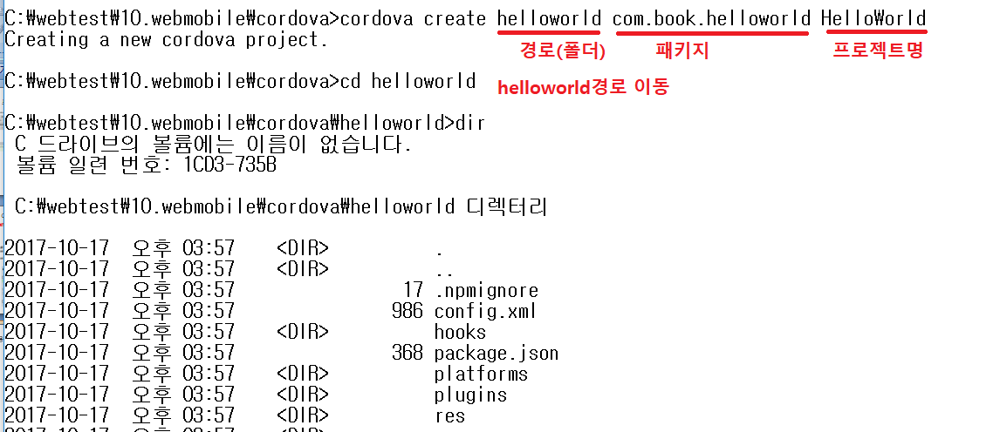 C:₩webtest₩10.webmobile₩cordova>cordova create helloworld com.book.helloworld HelloWorld
Creating a new cordova project.
경로(폴더) 패키지 프로젝트명
C:₩webtest₩10.webmobile₩cordova>cd helloworld
helloworld경로 이동
C:₩webtest₩10.webmobile₩cordova₩helloworld>dir
C 드라이브의 볼륨에는 이름이 없습니다.
볼륨 일련 번호: 1CD3-735B
C:₩webtest₩10.webmobile₩cordova₩helloworld 디렉터리
2017-10-17 오후 03:57 <DIR> .
2017-10-17 오후 03:57 <DIR> ..
2017-10-17 오후 03:57 17 .npmignore
2017-10-17 오후 03:57 986 config.xml
2017-10-17 오후 03:57 <DIR> hooks
2017-10-17 오후 03:57 368 package.json
2017-10-17 오후 03:57 <DIR> platforms
2017-10-17 오후 03:57 <DIR> plugins
2017-10-17 오후 03:57 <DIR> res